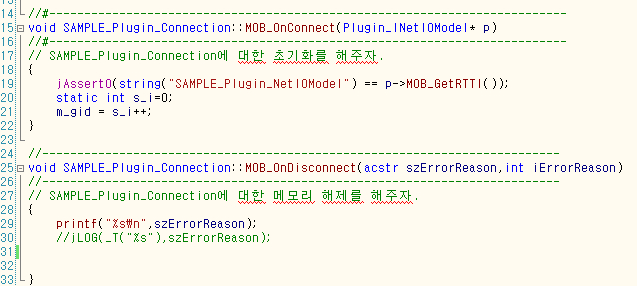 14 //#------------------------------------------------------------------------
15 void SAMPLE_Plugin_Connection::MOB_OnConnect(Plugin_INetIOModel* p)
16 //#------------------------------------------------------------------------
17 // SAMPLE_Plugin_Connection에 대한 초기화를 해주자.
18 {
19 jAssert0(string("SAMPLE_Plugin_NetIOModel") == p->MOB_GetRTTI());
20 static int s_i=0;
21 m_gid = s_i++;
22 }
23
24 //------------------------------------------------------------------------
25 void SAMPLE_Plugin_Connection::MOB_OnDisconnect(acstr szErrorReason,int iErrorReason)
26 //------------------------------------------------------------------------
27 // SAMPLE_Plugin_Connection에 대한 메모리 해제를 해주자.
28 {
29 printf("%s₩n",szErrorReason);
30 //jLOG(_T("%s"),szErrorReason);
31
32
33 }